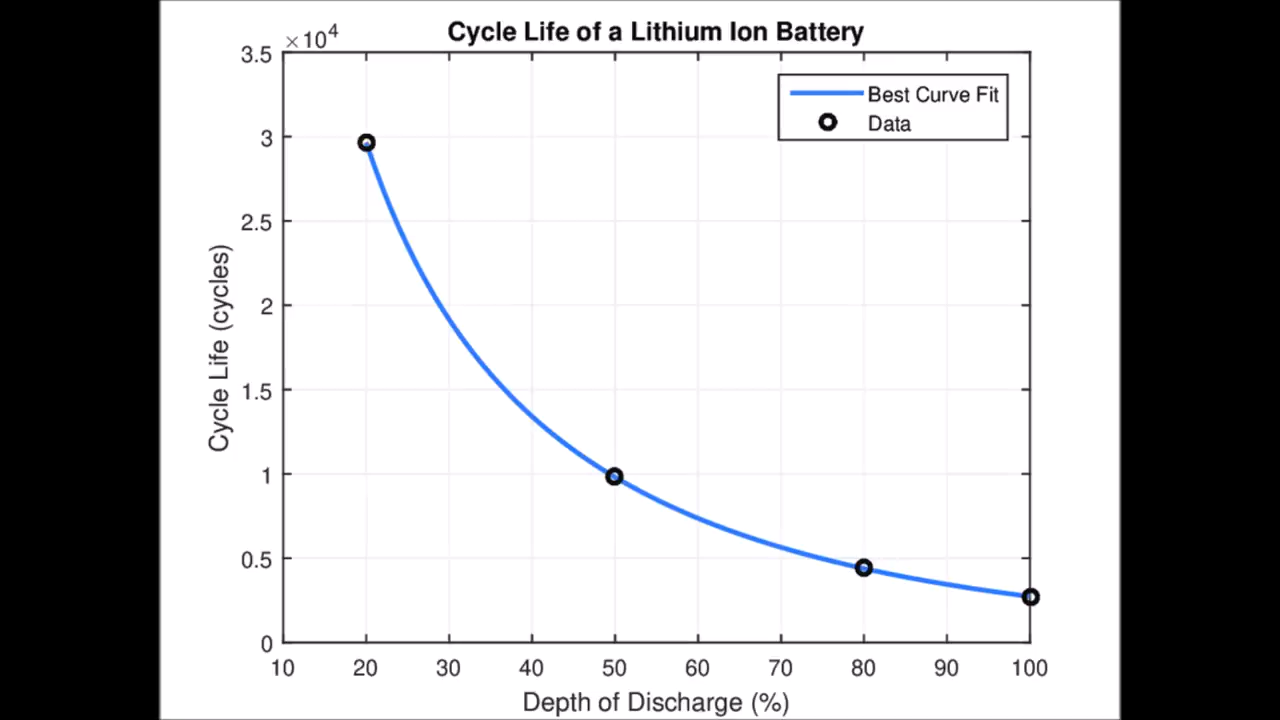 Cycle Life of a Lithium Ion Battery
×10⁴
3.5
3
2.5
2
1.5
1
0.5
0
10 20 30 40 50 60 70 80 90 100
Cycle Life (cycles)
Depth of Discharge (%)
Best Curve Fit
Data